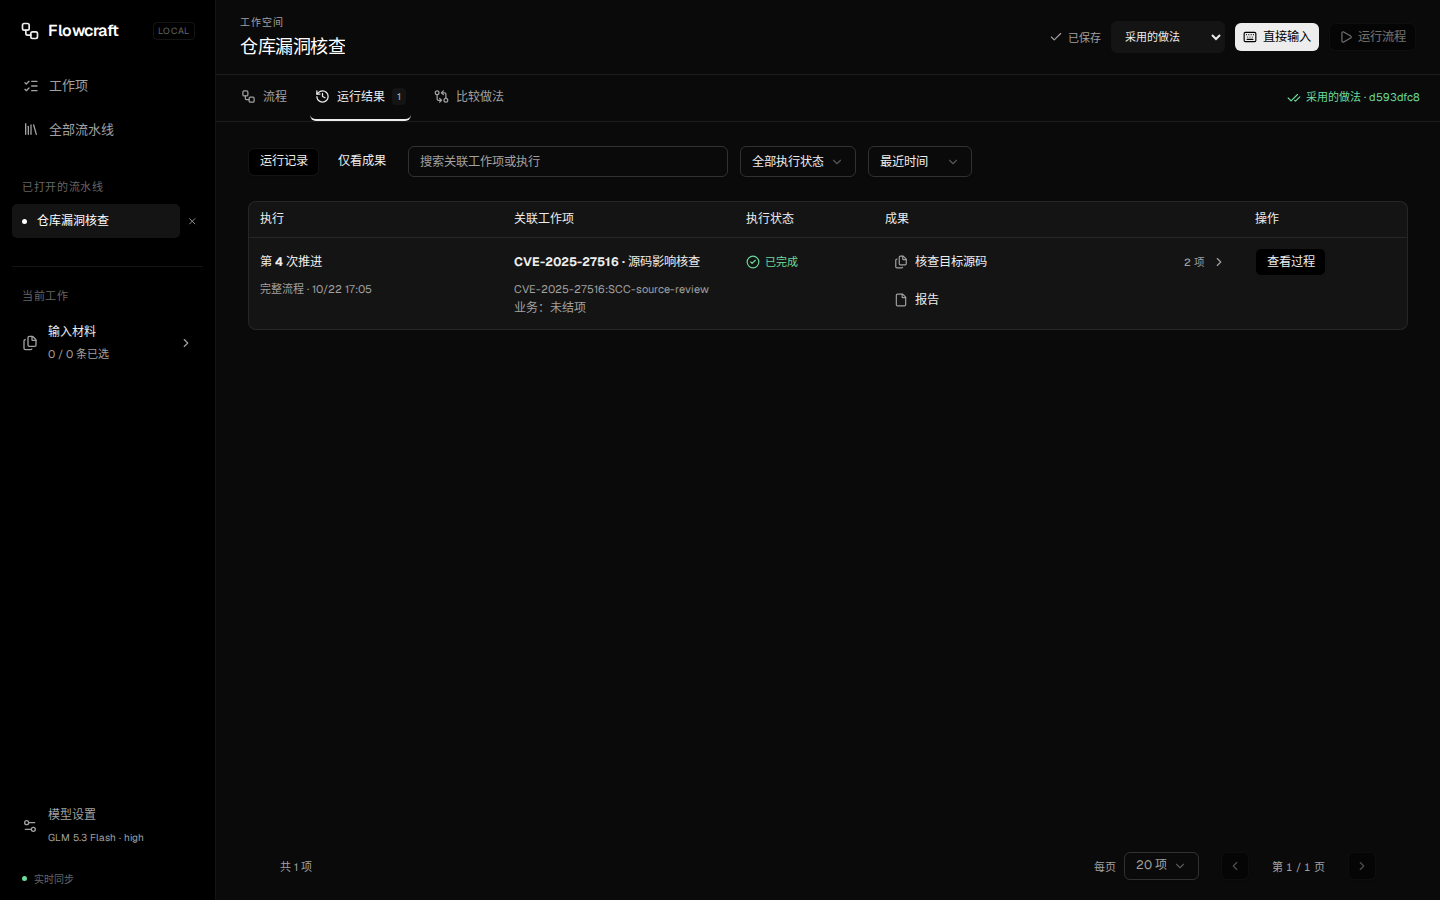 Flowcraft
LOCAL
工作项
全部流水线
已打开的流水线
仓库漏洞核查
当前工作
输入材料
0 / 0 条已选
模型设置
GLM 5.3 Flash · high
实时同步
工作空间
仓库漏洞核查
已保存
采用的做法
直接输入
运行流程
流程
运行结果 1
比较做法
采用的做法 · d593dfc8
运行记录
仅看成果
搜索关联工作项或执行
全部执行状态
最近时间
执行 关联工作项 执行状态 成果 操作
第 4 次推进
完整流程 · 10/22 17:05
CVE-2025-27516 · 源码影响核查
CVE-2025-27516:SCC-source-review
业务：未结项
已完成
核查目标源码
2 项
报告
查看过程
共 1 项
每页
20 项
第 1 / 1 页